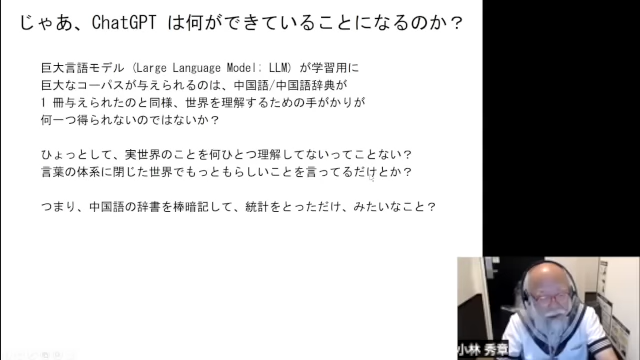 じゃあ、ChatGPT は何ができていることになるのか？
巨大言語モデル (Large Language Model: LLM) が学習用に
巨大なコーパスが与えられるのは、中国語/中国語辞典が
1 冊与えられたのと同様、世界を理解するための手がかりが
何一つ得られないのではないか？
ひょっとして、実世界のことを何ひとつ理解してないってことない？
言葉の体系に閉じた世界でもっともらしいことを言ってるだけとか？
つまり、中国語の辞書を棒暗記して、統計をとっただけ、みたいなこと？
小林 秀章